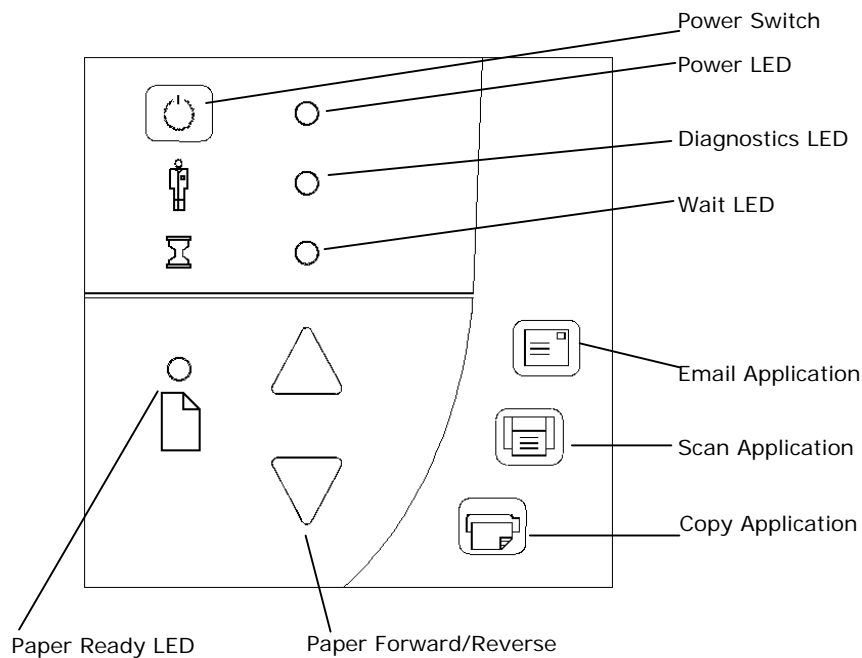 Power Switch
Power LED
Diagnostics LED
Wait LED
Email Application
Scan Application
Copy Application
Paper Ready LED
Paper Forward/Reverse